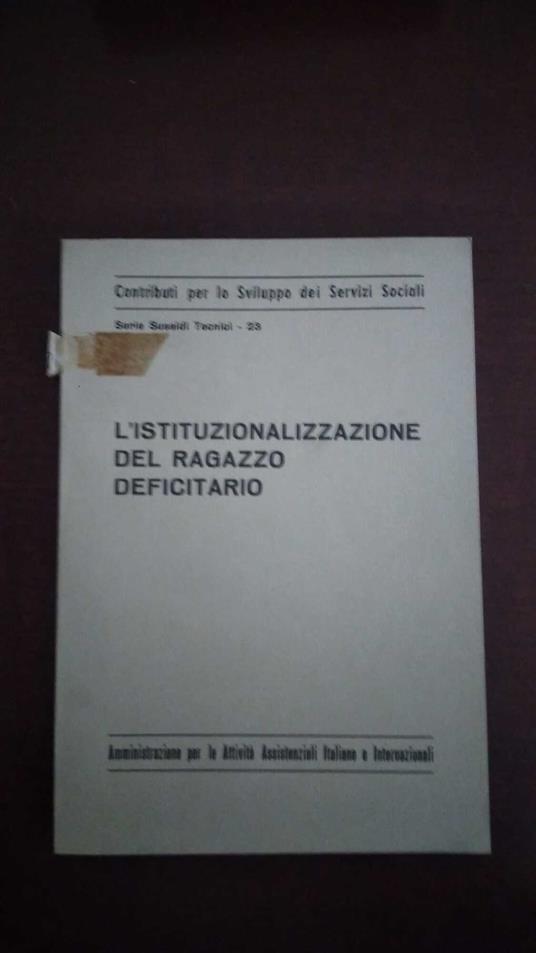 Contributi per lo Sviluppo dei Servizi Sociali
Serie Sussidi Tecnici - 23
L'ISTITUZIONALIZZAZIONE
DEL RAGAZZO
DEFICITARIO
Amministrazione per le Attività Assistenziali Italiane e Internazionali